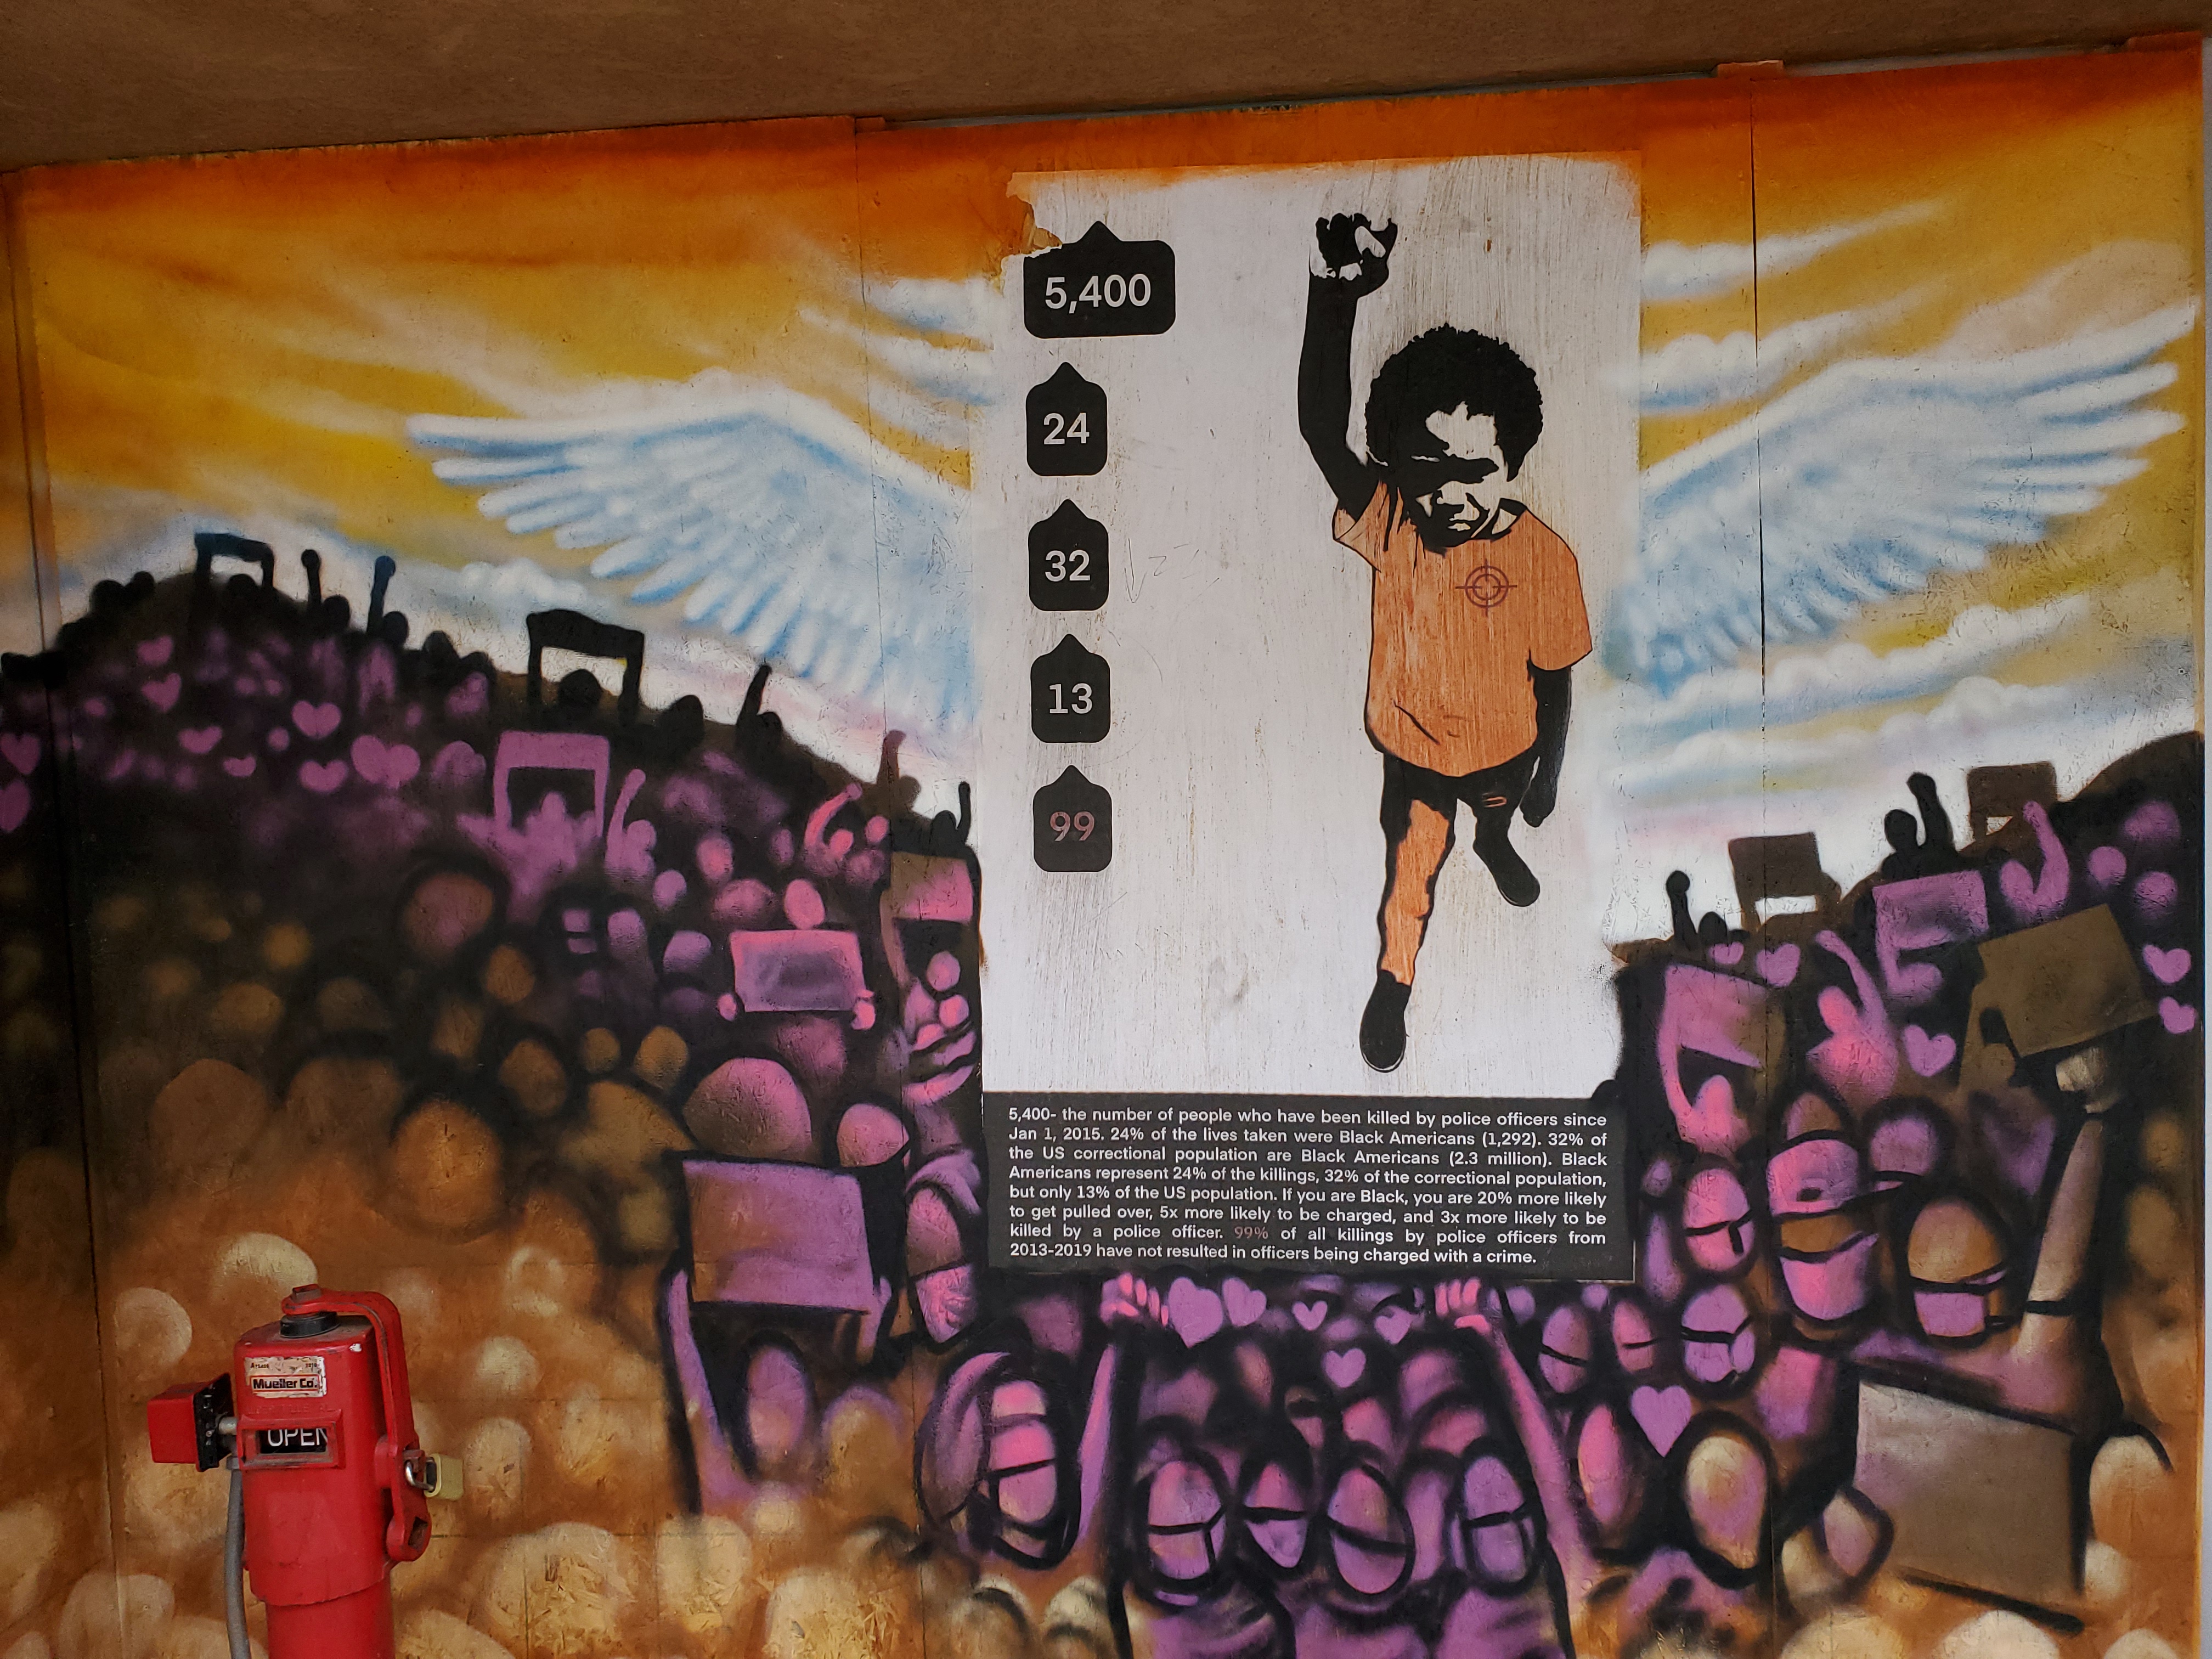 5,400
24
32
13
99
5,400- the number of people who have been killed by police officers since
Jan 1, 2015. 24% of the lives taken were Black Americans (1,292). 32% of
the US correctional population are Black Americans (2.3 million). Black
Americans represent 24% of the killings, 32% of the correctional population,
but only 13% of the US population. If you are Black, you are 20% more likely
to get pulled over, 5x more likely to be charged, and 3x more likely to be
killed by a police officer. 99% of all killings by police officers from
2013-2019 have not resulted in officers being charged with a crime.
Mueller Co.
OPEN